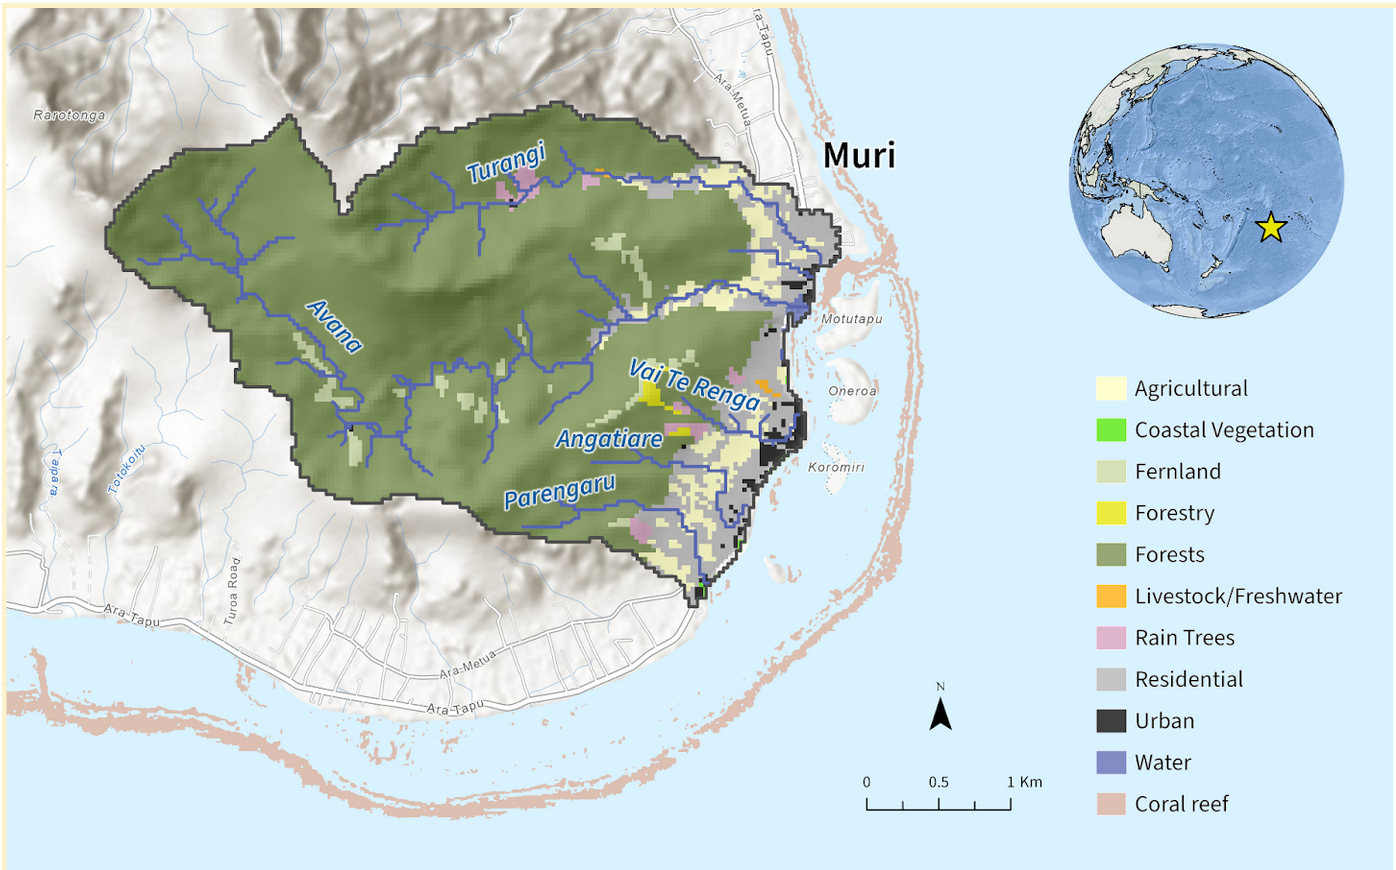 ra-Tapu
Ara-Metua
Rarotonga
Muri
Turangi
Avana
Motutapu
Vai Te Renga
Oneroa
Angatiare
Koromiri
Parengaru
Taipara
Totokoitu
Turoa Road
Ara-Tapu
Ara-Metua
Ara Tapu
Agricultural
Coastal Vegetation
Fernland
Forestry
Forests
Livestock/Freshwater
Rain Trees
Residential
Urban
Water
Coral reef
N
0 0.5 1 Km